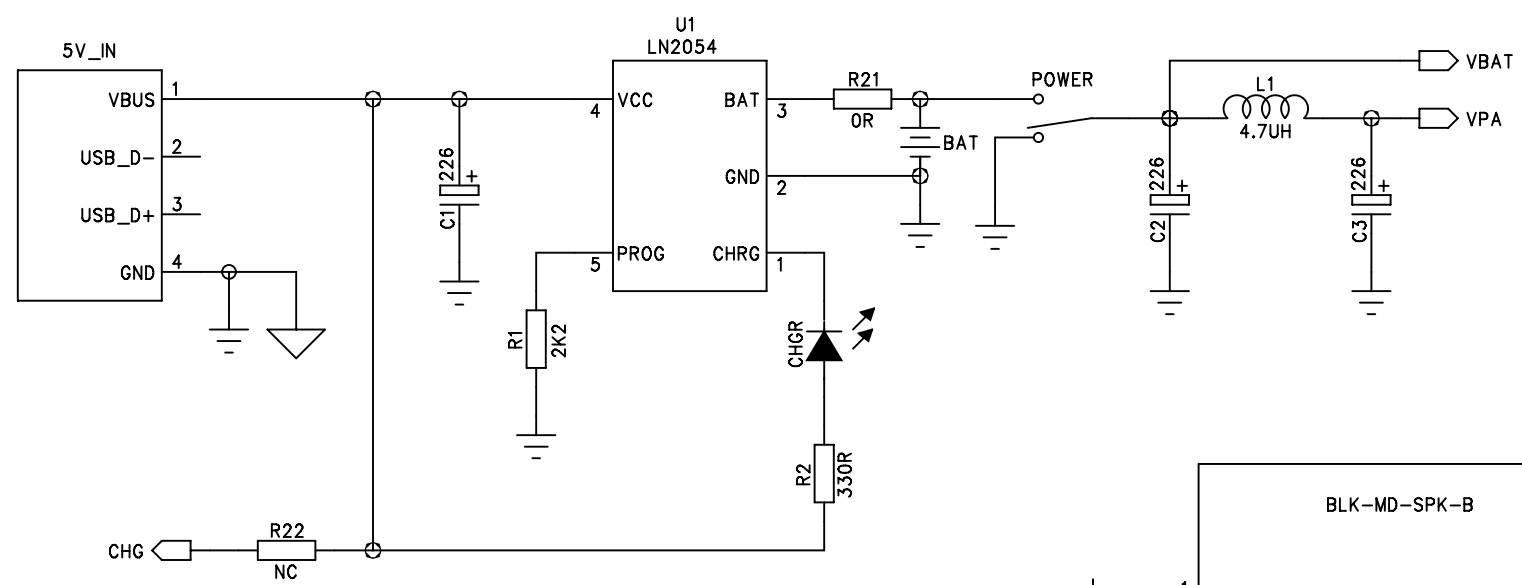 5V_IN
VBUS 1
USB_D- 2
USB_D+ 3
GND 4
226
+
C1
U1
LN2054
4 VCC
BAT 3
GND 2
5 PROG
CHRG 1
R1
2K2
R21
0R
BAT
POWER
CHGR
R2
330R
CHG
R22
NC
VBAT
L1
4.7UH
VPA
226
+
C2
226
+
C3
BLK-MD-SPK-B
1